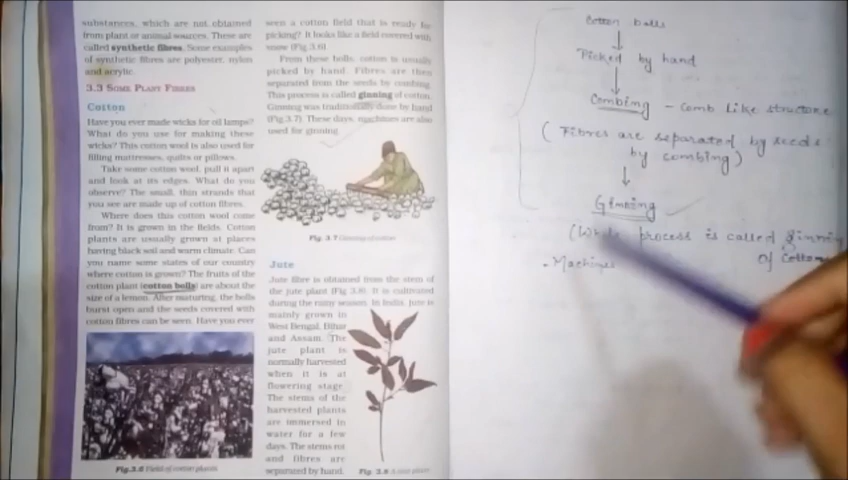 substances, which are not obtained
from plant or animal sources. These are
called synthetic fibres. Some examples
of synthetic fibres are polyester, nylon
and acrylic.
3.3 SOME PLANT FIBRES
Cotton
Have you ever made wicks for oil lamps?
What do you use for making these
wicks? This cotton wool is also used for
filling mattresses, quilts or pillows.
Take some cotton wool, pull it apart
and look at its edges. What do you
observe? The small, thin strands that
you see are made up of cotton fibres.
Where does this cotton wool come
from? It is grown in the fields. Cotton
plants are usually grown at places
having black soil and warm climate. Can
you name some states of our country
where cotton is grown? The fruits of the
cotton plant (cotton bolls) are about the
size of a lemon. After maturing, the bolls
burst open and the seeds covered with
cotton fibres can be seen. Have you ever
Fig.3.6 Fields of cotton plants
seen a cotton field that is ready for
picking? It looks like a field covered with
snow (Fig 3.6).
From these bolls, cotton is usually
picked by hand. Fibres are then
separated from the seeds by combing.
This process is called ginning of cotton.
Ginning was traditionally done by hand
(Fig.3.7). These days, machines are also
used for ginning.
Fig. 3.7 Ginning of cotton
Jute
Jute fibre is obtained from the stem of
the jute plant (Fig 3.8). It is cultivated
during the rainy season. In India, jute is
mainly grown in
West Bengal, Bihar
and Assam. The
jute plant is
normally harvested
when it is at
flowering stage.
The stems of the
harvested plants
are immersed in
water for a few
days. The stems rot
and fibres are
separated by hand.
Fig. 3.8 A jute plant
Cotton balls
Picked by hand
Combing - Comb like structure
(Fibres are separated by seeds
by combing)
Ginning
(Whole process is called ginning
of cotton
- Machines